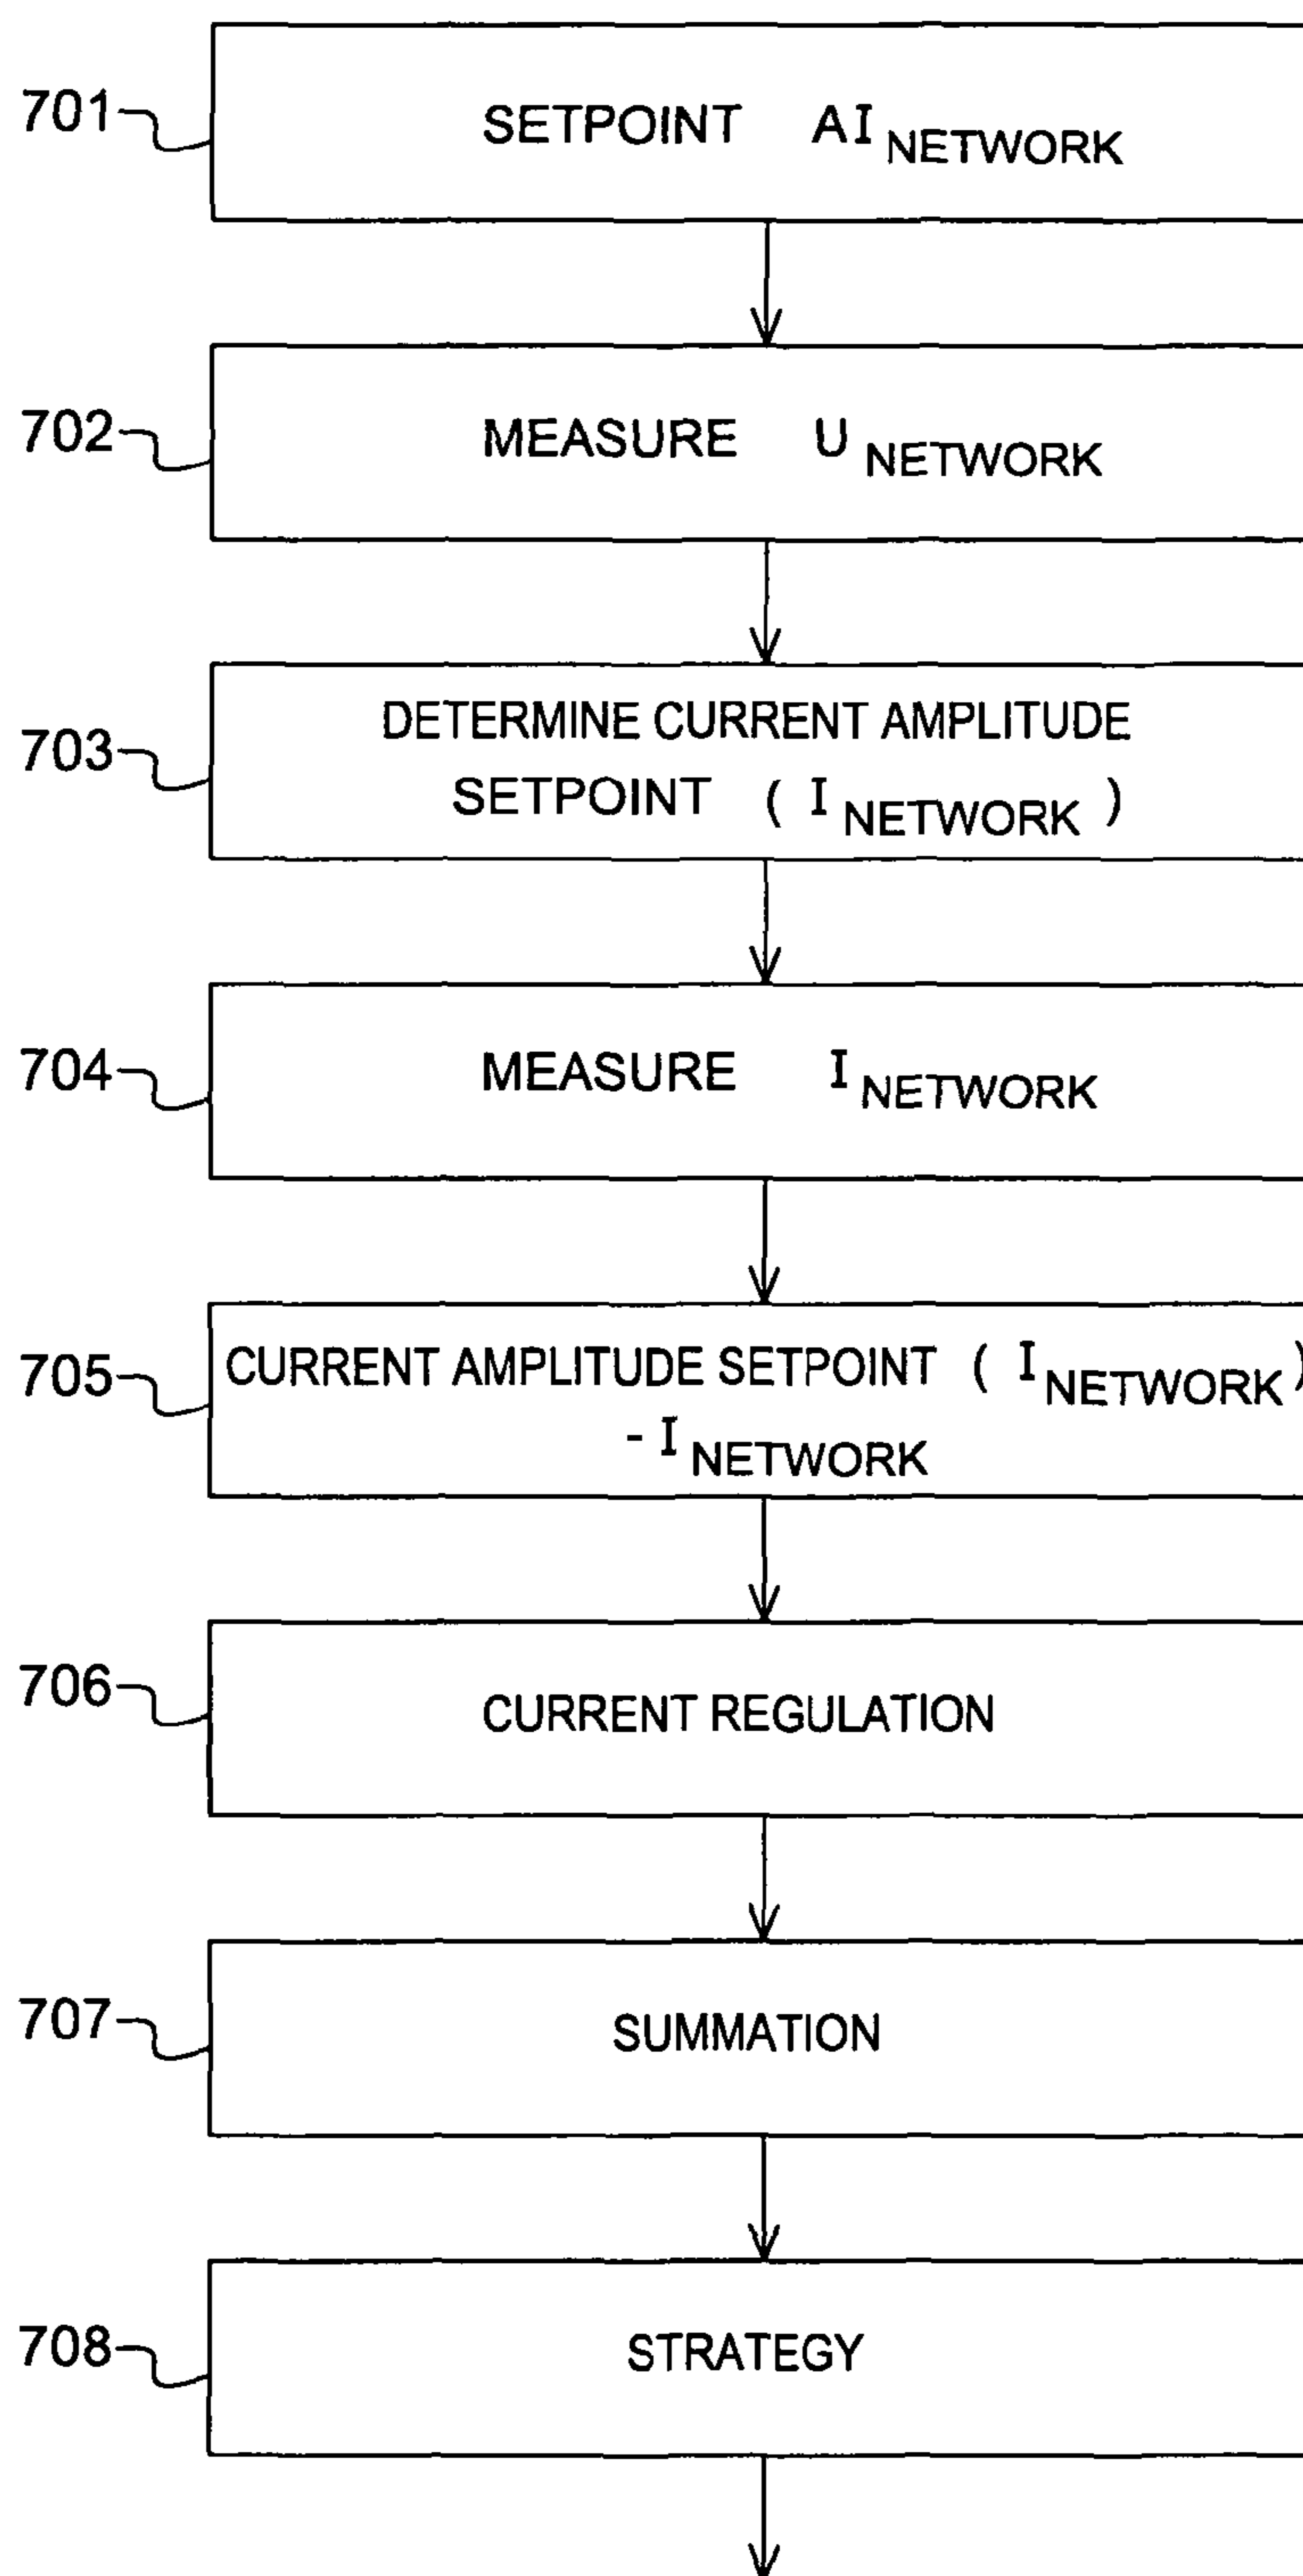 701 SETPOINT AI NETWORK
702 MEASURE U NETWORK
703 DETERMINE CURRENT AMPLITUDE
SETPOINT ( I NETWORK )
704 MEASURE I NETWORK
705 CURRENT AMPLITUDE SETPOINT ( I NETWORK )
- I NETWORK
706 CURRENT REGULATION
707 SUMMATION
708 STRATEGY